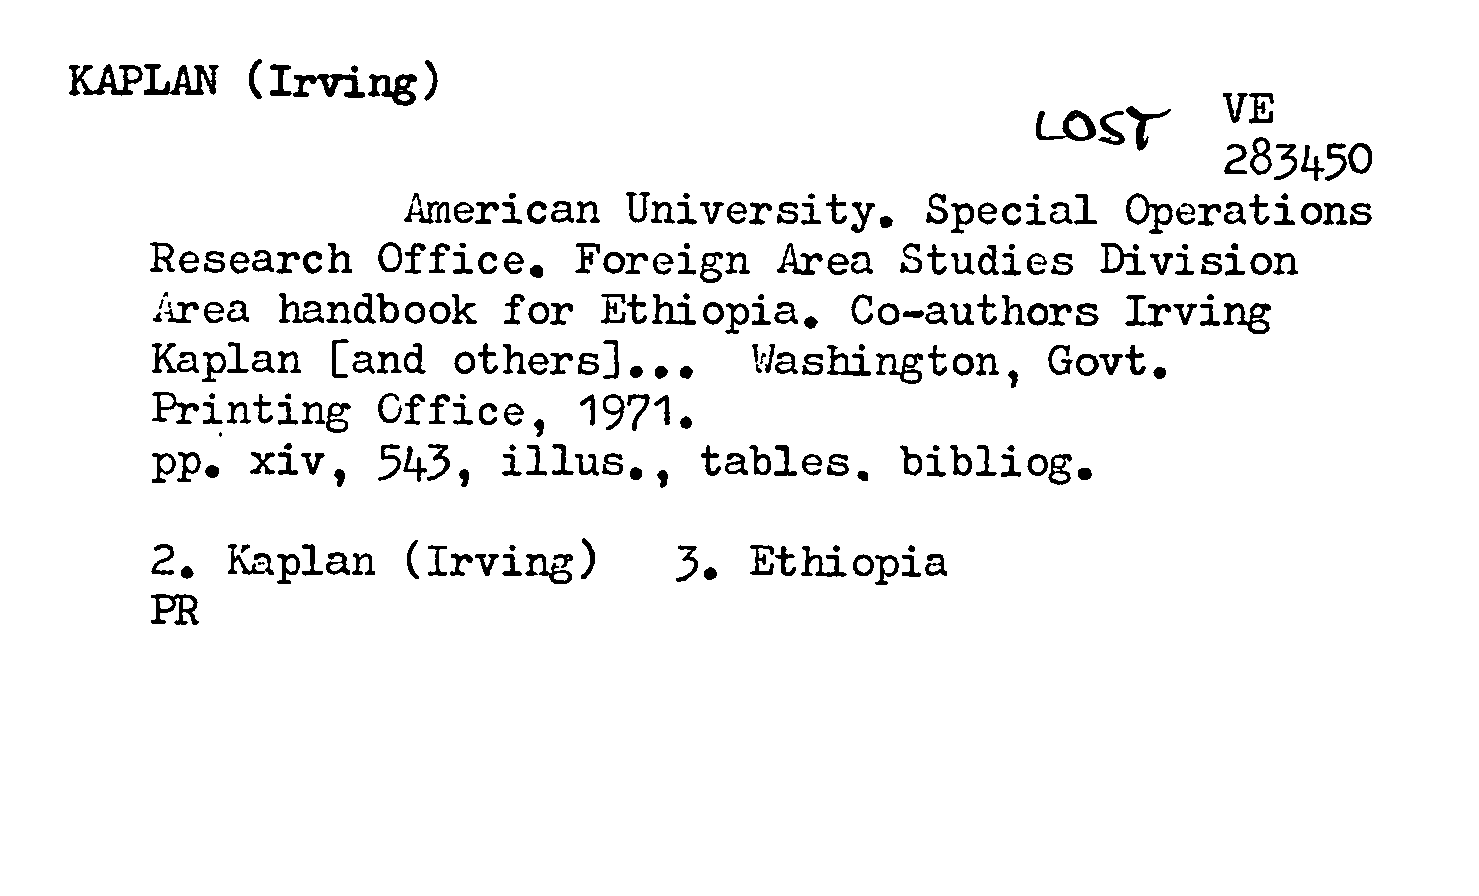 KAPLAN (Irving)
LOST VE
283450
American University. Special Operations
Research Office. Foreign Area Studies Division
Area handbook for Ethiopia. Co-authors Irving
Kaplan [and others]... Washington, Govt.
Printing Office, 1971.
pp. xiv, 543, illus., tables. bibliog.
2. Kaplan (Irving) 3. Ethiopia
PR